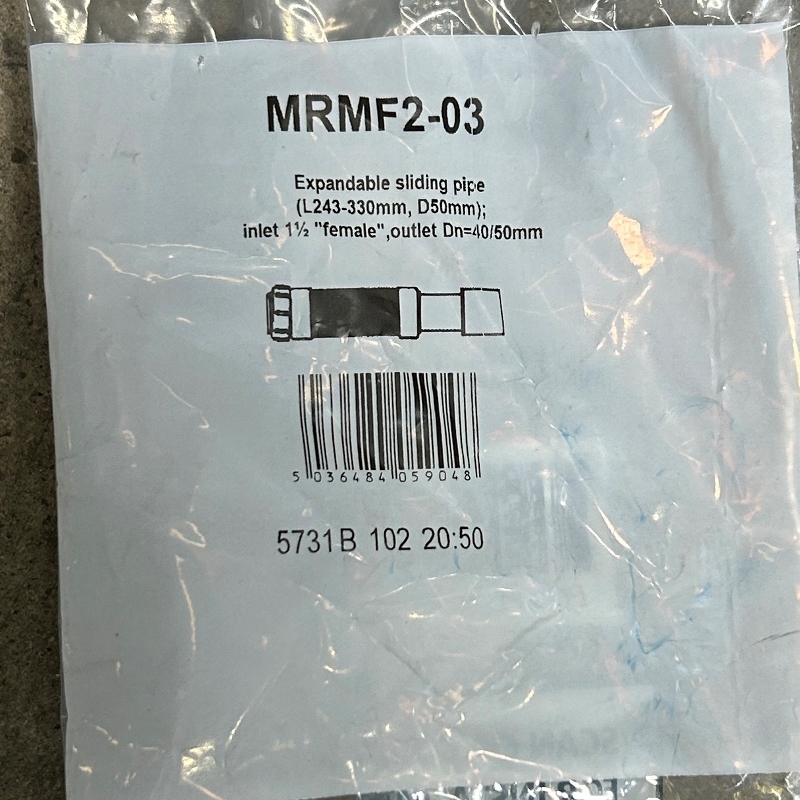 MRMF2-03
Expandable sliding pipe
(L243-330mm, D50mm);
inlet 1½ "female",outlet Dn=40/50mm
5 036484 059048
5731B 102 20:50
SCAN